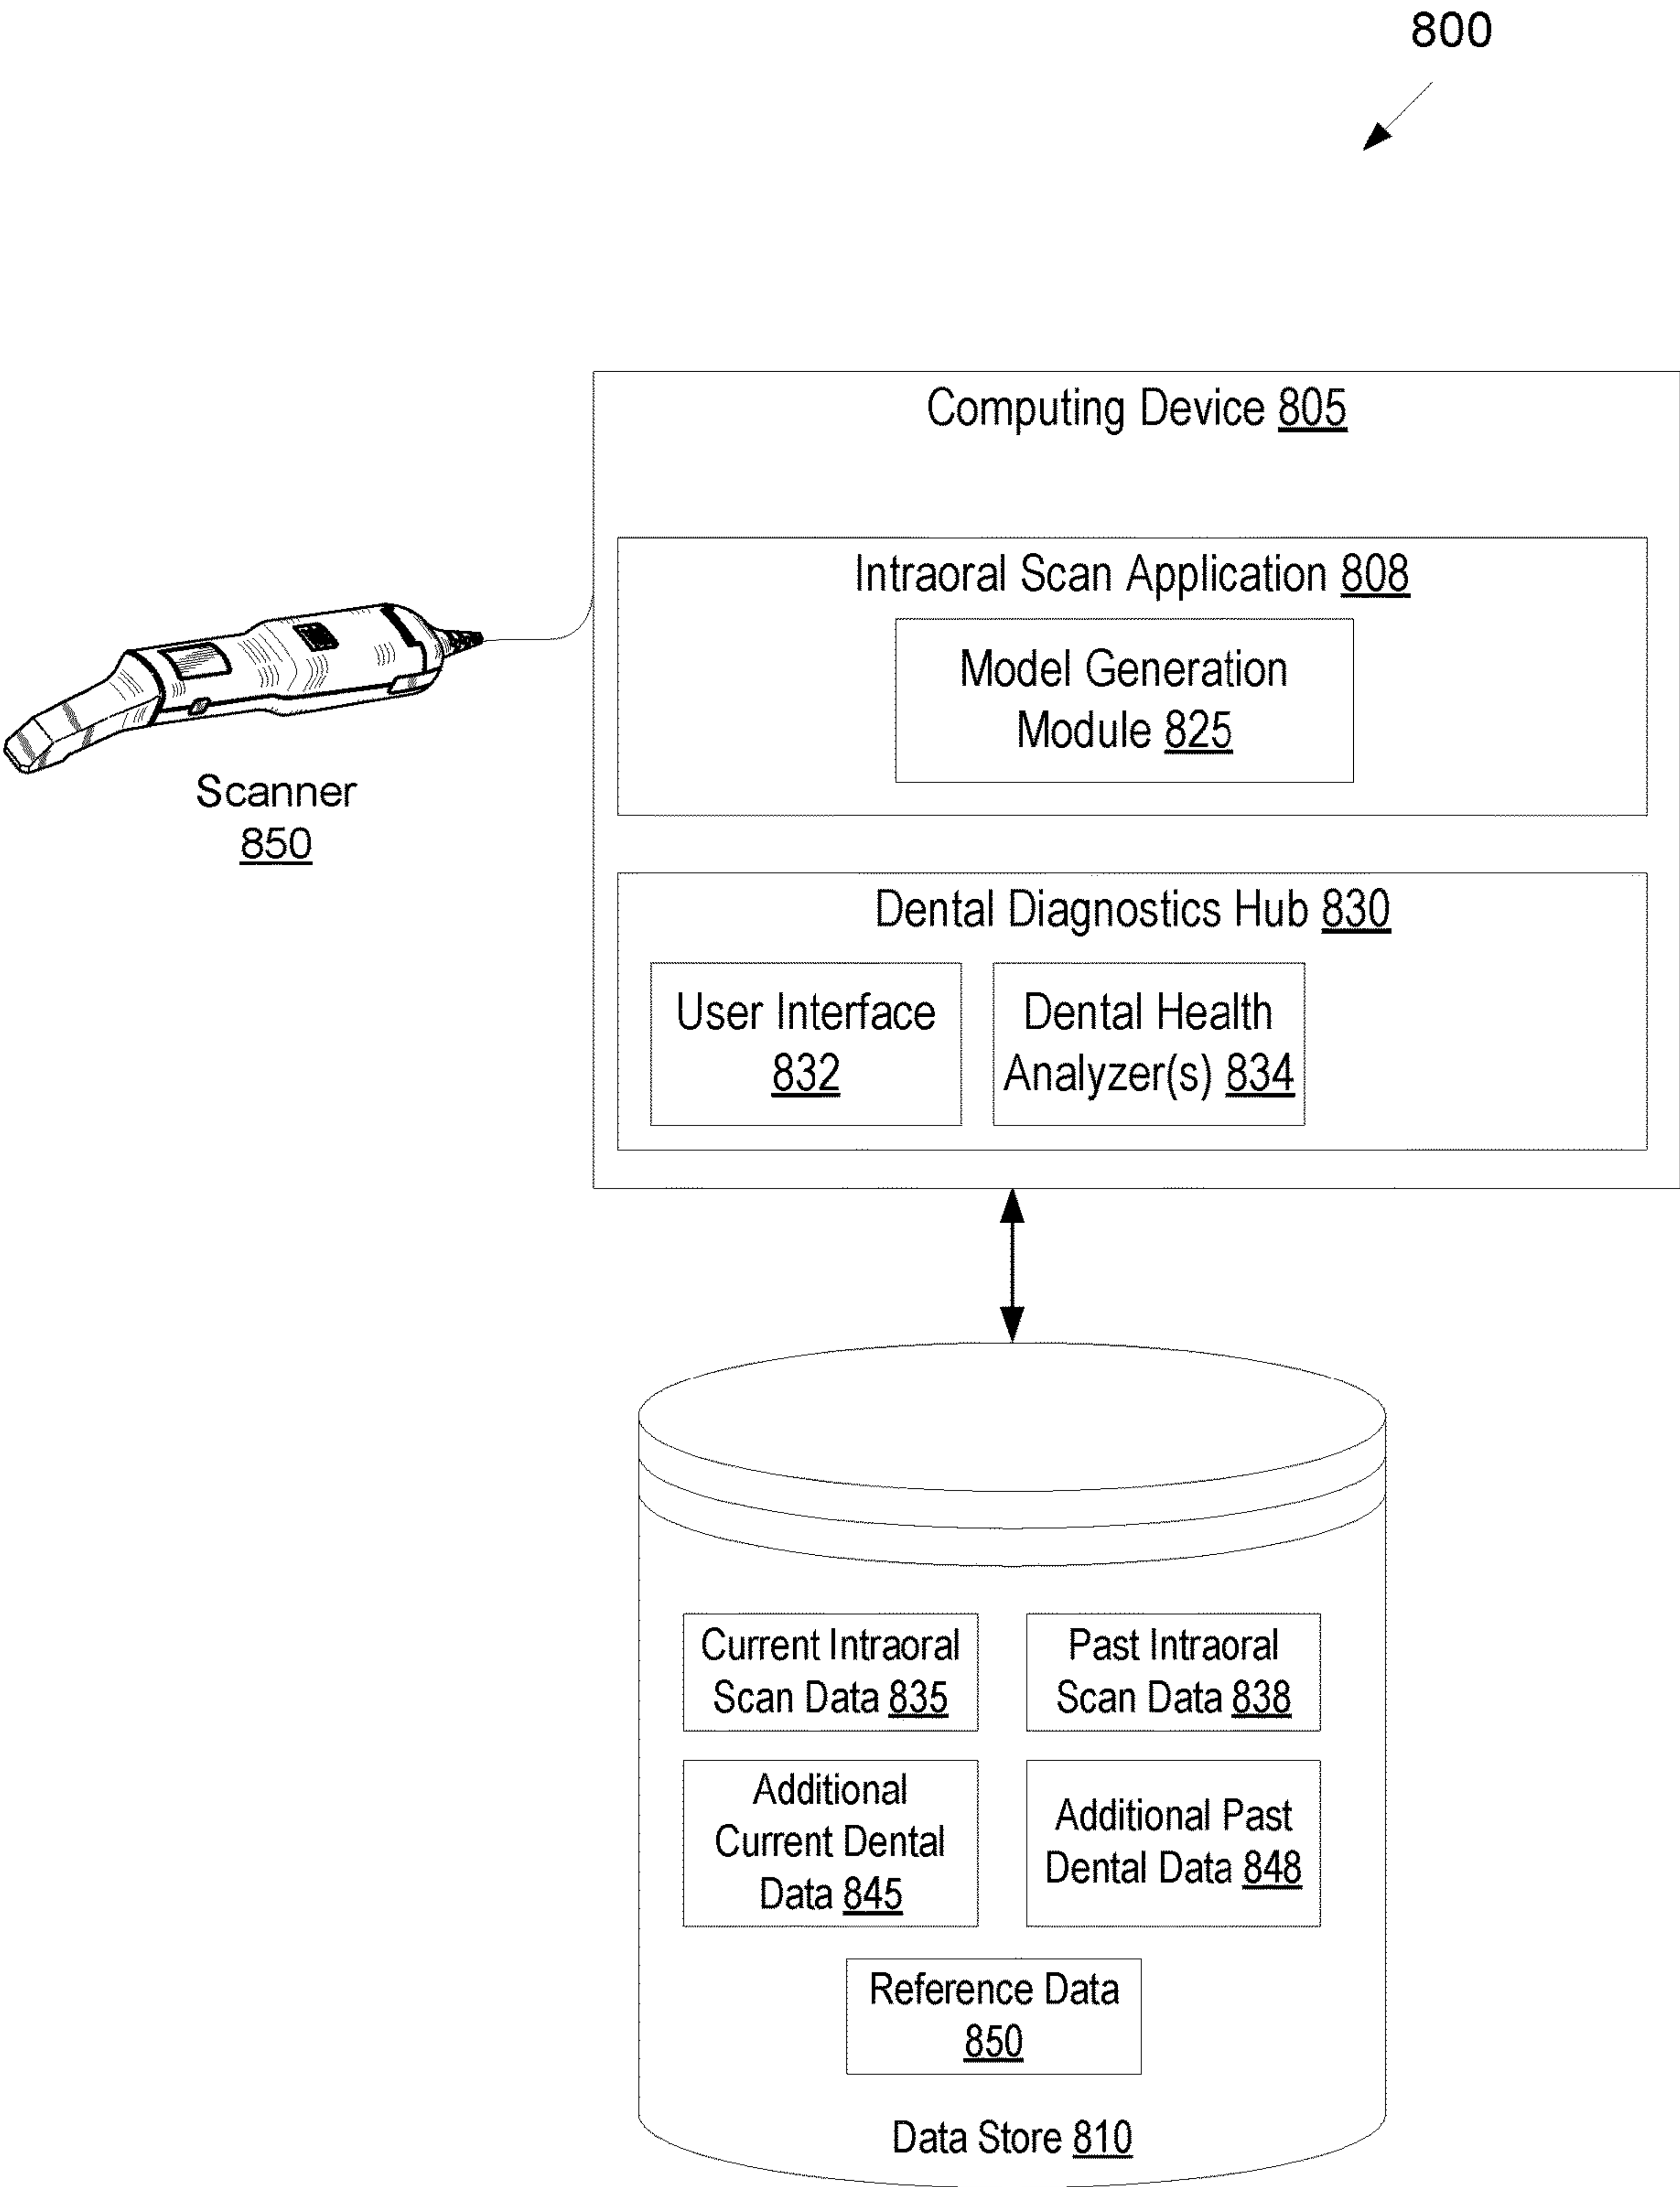 800
Computing Device 805
Intraoral Scan Application 808
Model Generation
Module 825
Scanner
850
Dental Diagnostics Hub 830
User Interface
832
Dental Health
Analyzer(s) 834
Current Intraoral
Scan Data 835
Past Intraoral
Scan Data 838
Additional
Current Dental
Data 845
Additional Past
Dental Data 848
Reference Data
850
Data Store 810